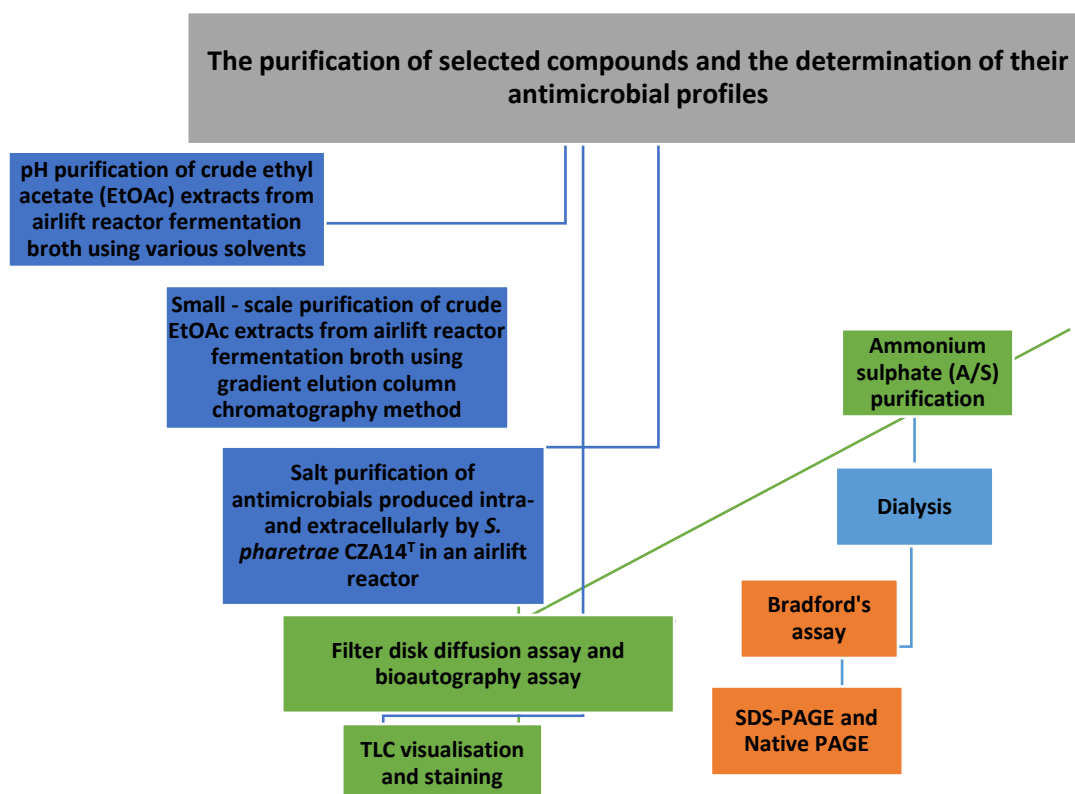 The purification of selected compounds and the determination of their
antimicrobial profiles
pH purification of crude ethyl
acetate (EtOAc) extracts from
airlift reactor fermentation
broth using various solvents
Small - scale purification of crude
EtOAc extracts from airlift reactor
fermentation broth using
gradient elution column
chromatography method
Ammonium
sulphate (A/S)
purification
Salt purification of
antimicrobials produced intra-
and extracellularly by S.
pharetrae CZA14ᵀ in an airlift
reactor
Dialysis
Bradford's
assay
Filter disk diffusion assay and
bioautography assay
SDS-PAGE and
Native PAGE
TLC visualisation
and staining